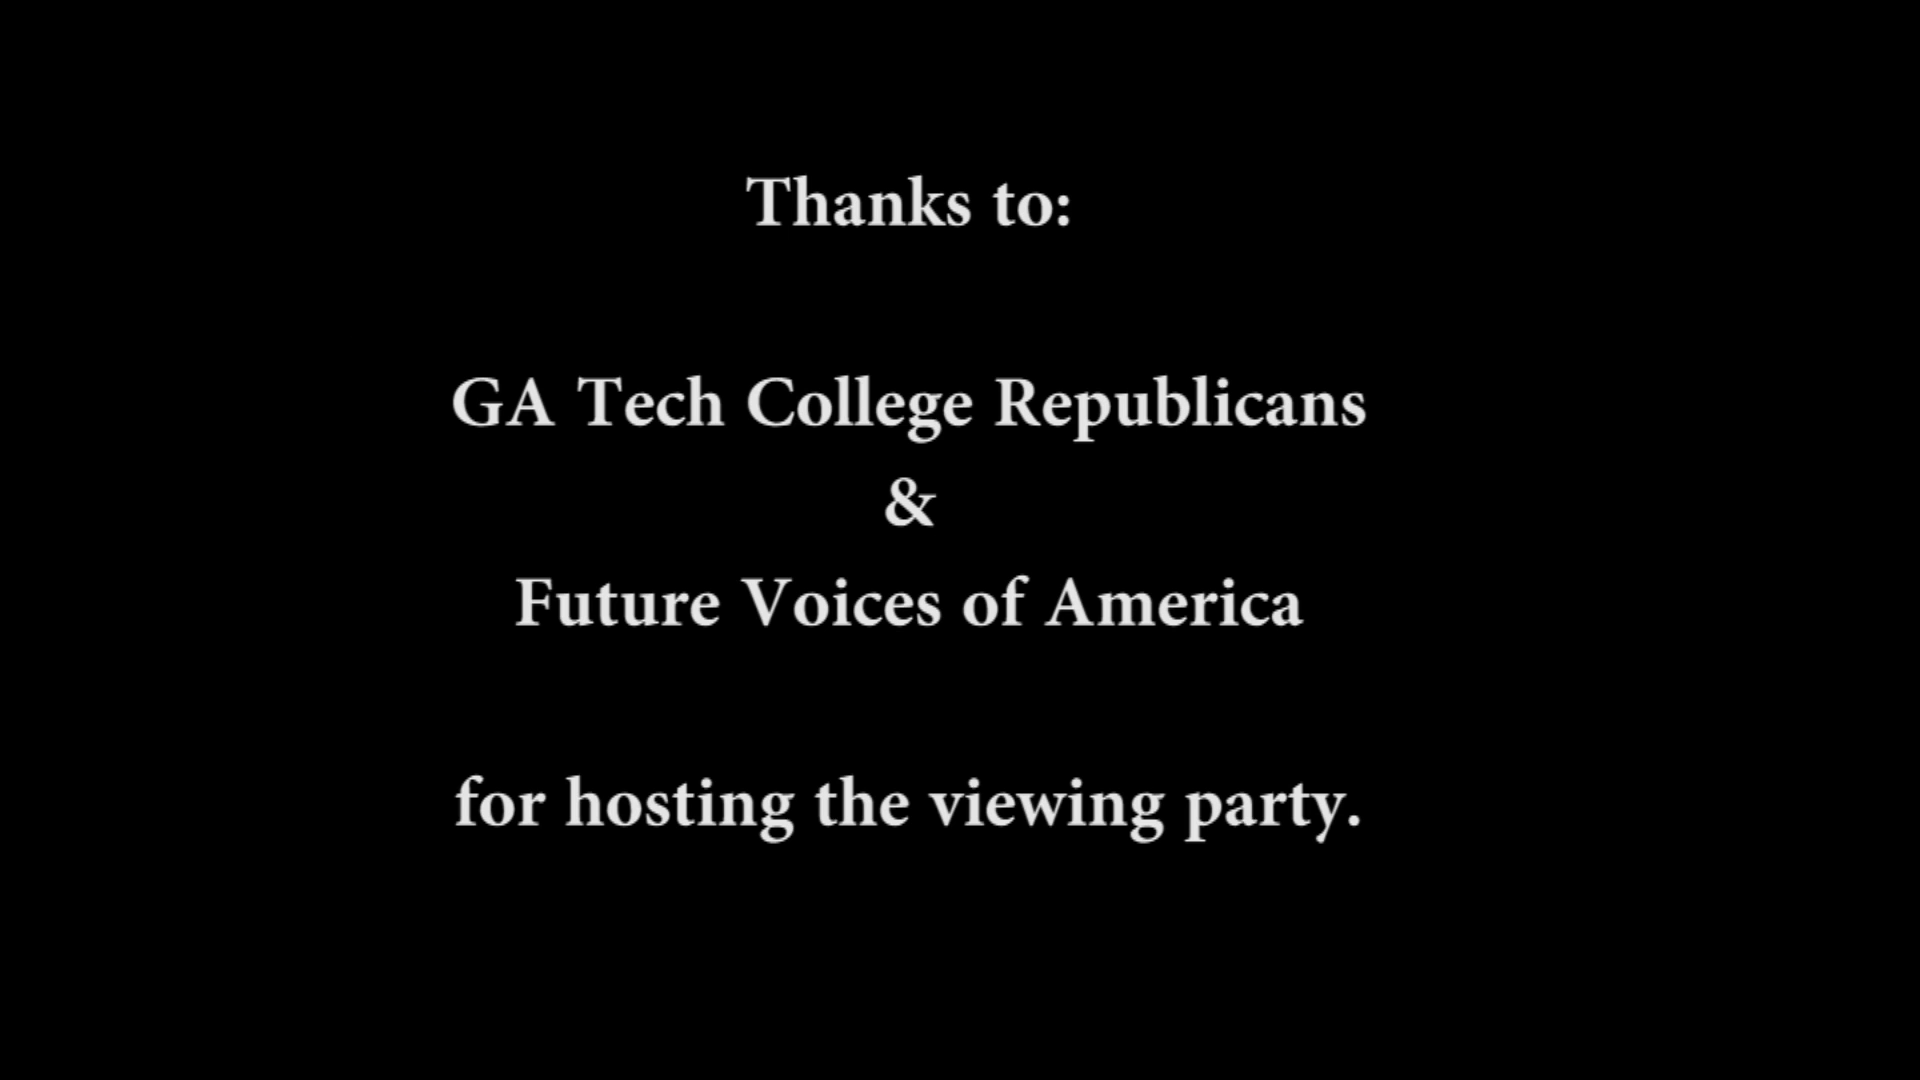 Thanks to:
GA Tech College Republicans
&
Future Voices of America
for hosting the viewing party.